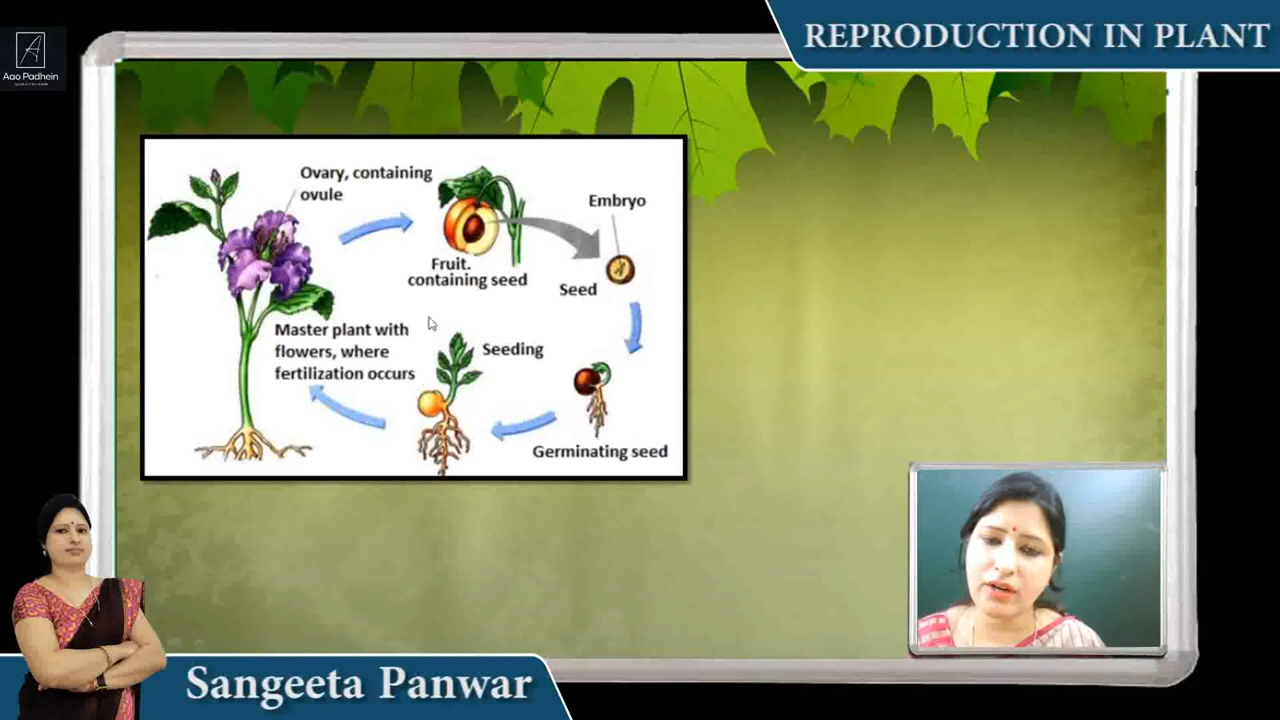 REPRODUCTION IN PLANT
Aao Padhein
Ovary, containing
ovule
Embryo
Fruit.
containing seed
Seed
Master plant with
flowers, where
fertilization occurs
Seeding
Germinating seed
Sangeeta Panwar